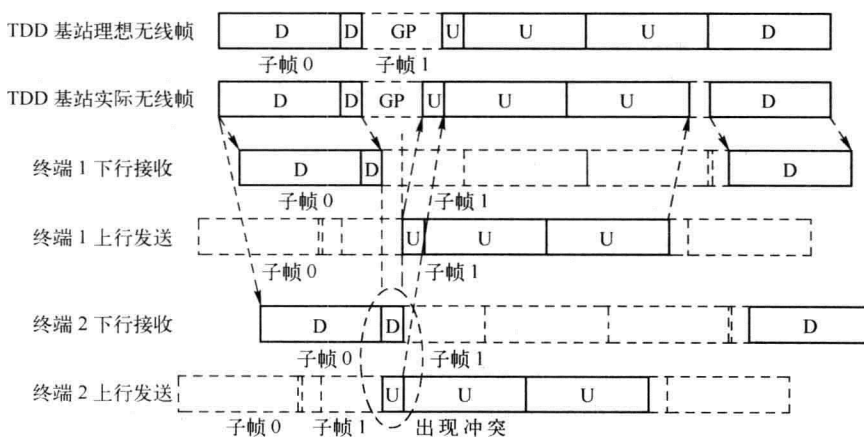 TDD 基站理想无线帧 D D GP U U U D
子帧 0 子帧 1
TDD 基站实际无线帧 D D GP U U U D
终端 1 下行接收 D D D
子帧 0 子帧 1
终端 1 上行发送 U U U
子帧 0 子帧 1
终端 2 下行接收 D D D
子帧 0 子帧 1
终端 2 上行发送 U U U
子帧 0 子帧 1 出现冲突